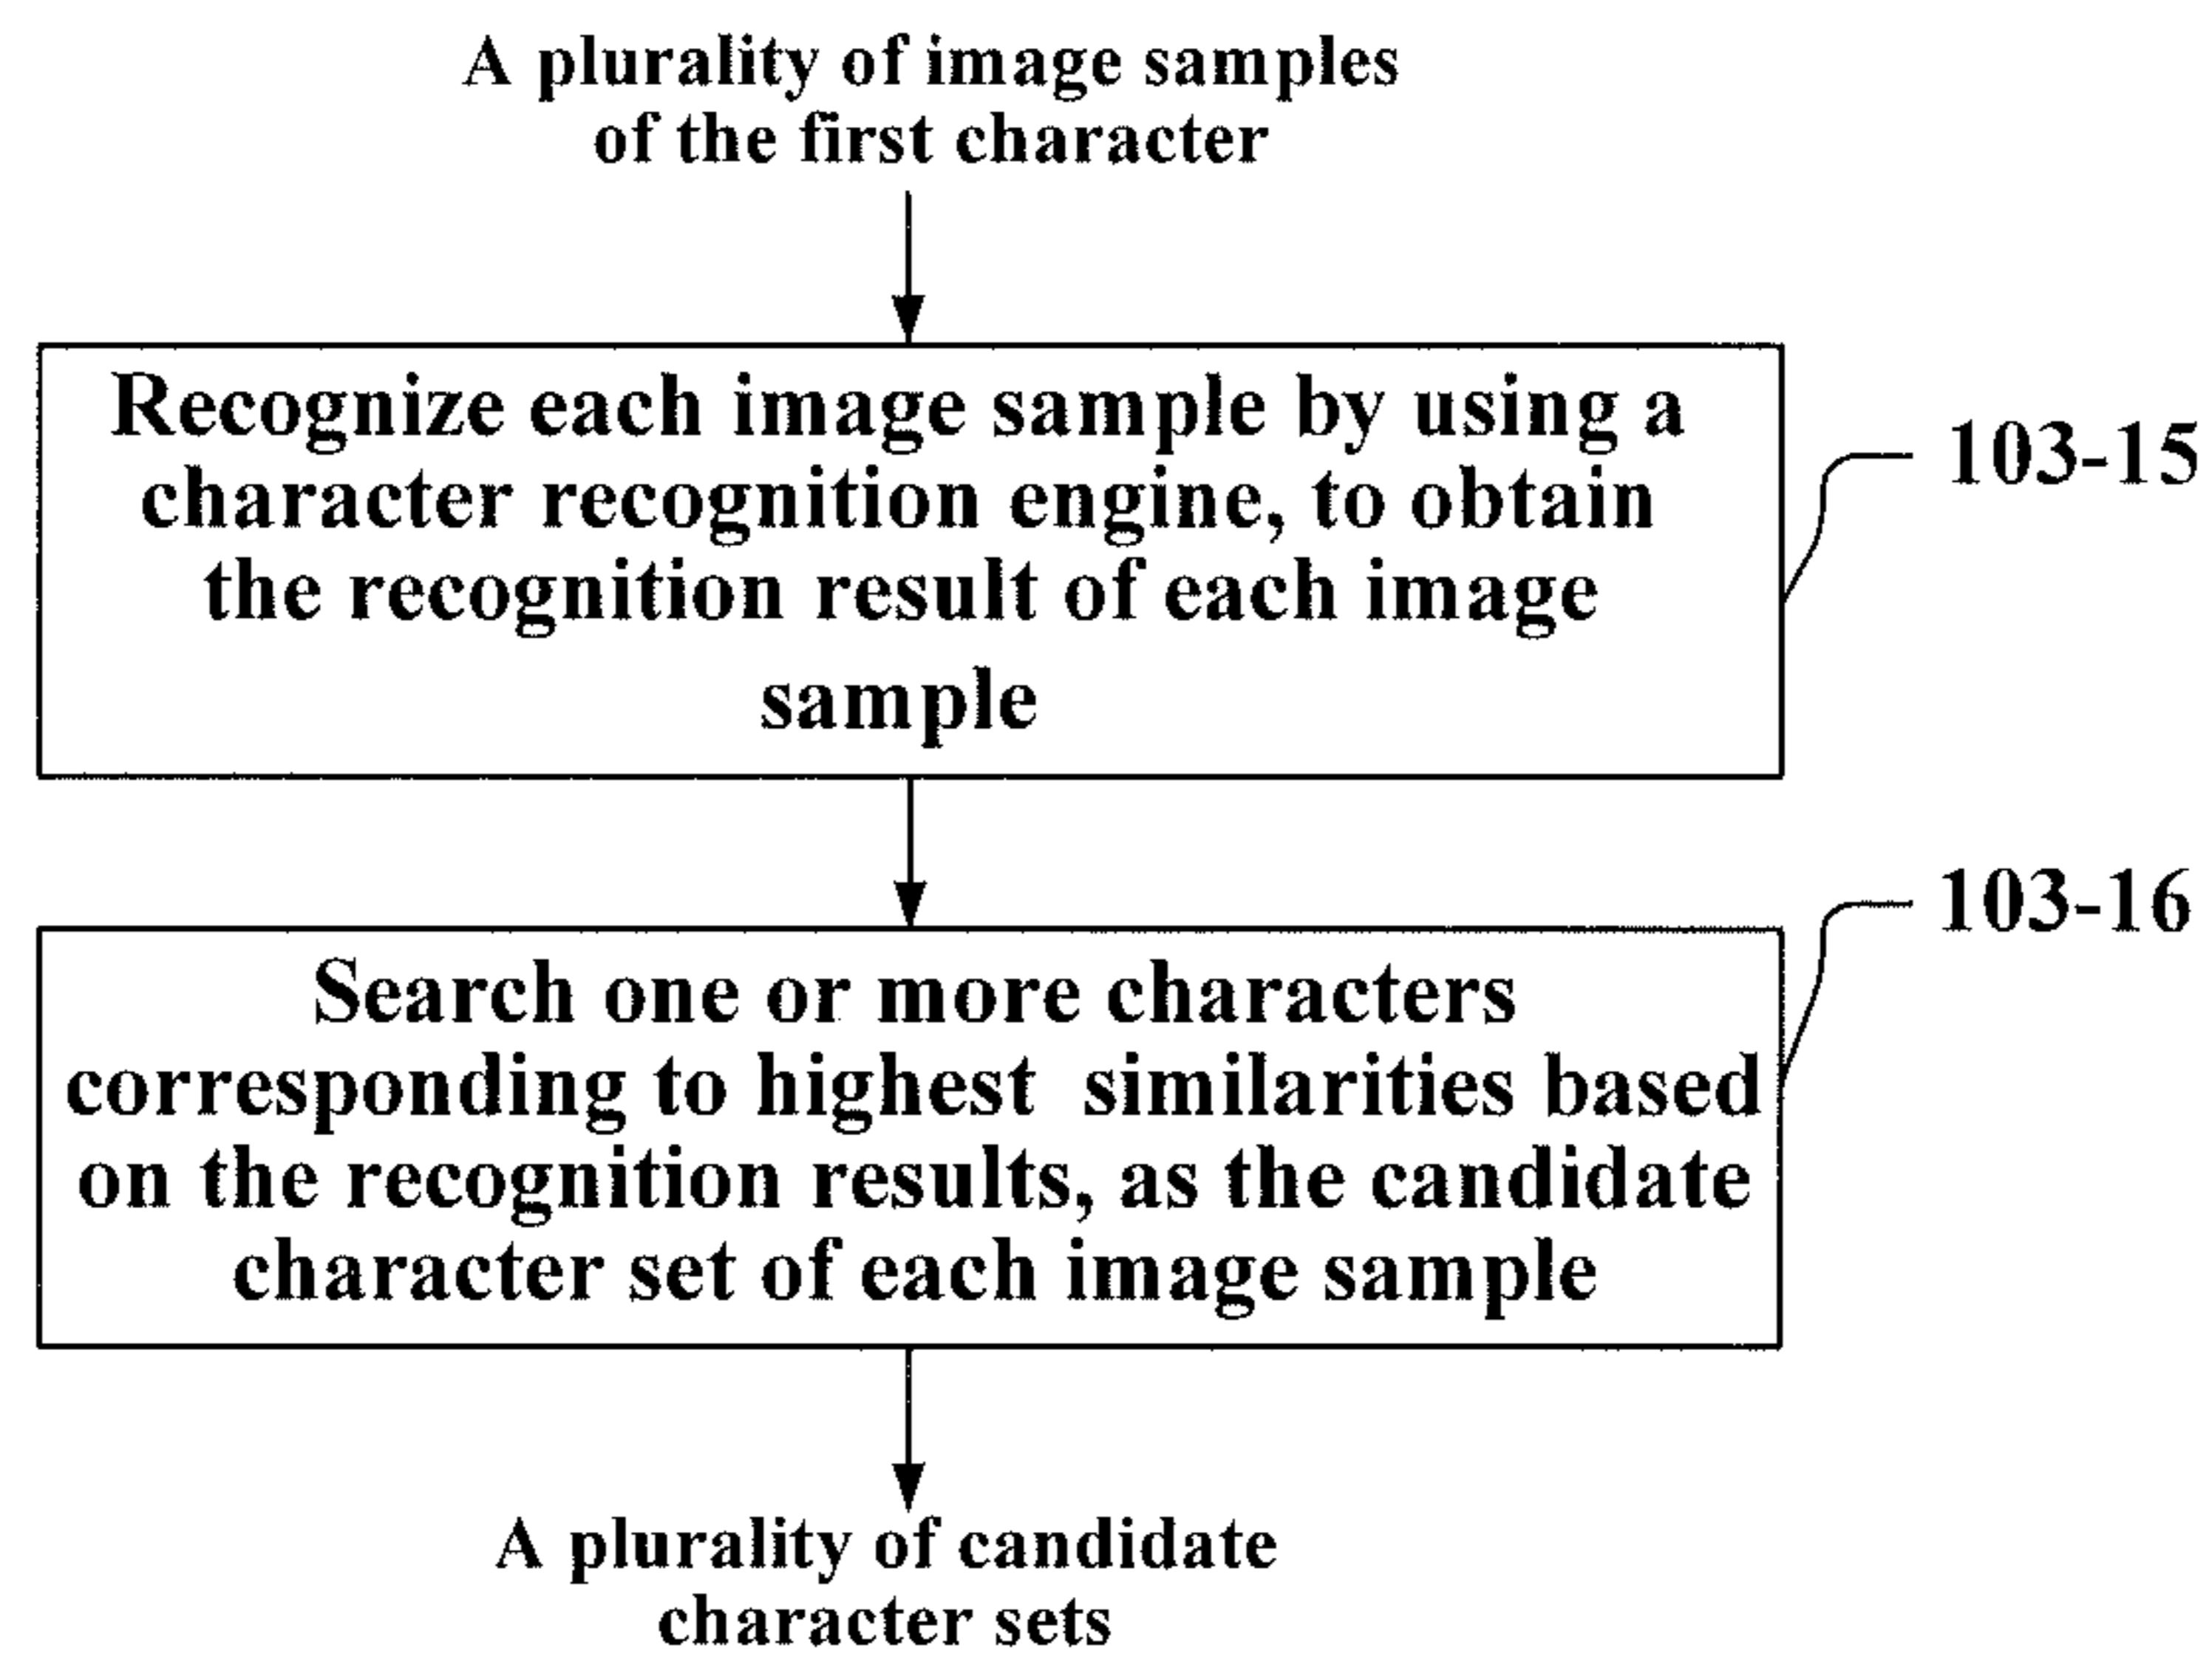 A plurality of image samples
of the first character
Recognize each image sample by using a
character recognition engine, to obtain
the recognition result of each image
sample
103-15
103-16
Search one or more characters
corresponding to highest similarities based
on the recognition results, as the candidate
character set of each image sample
A plurality of candidate
character sets